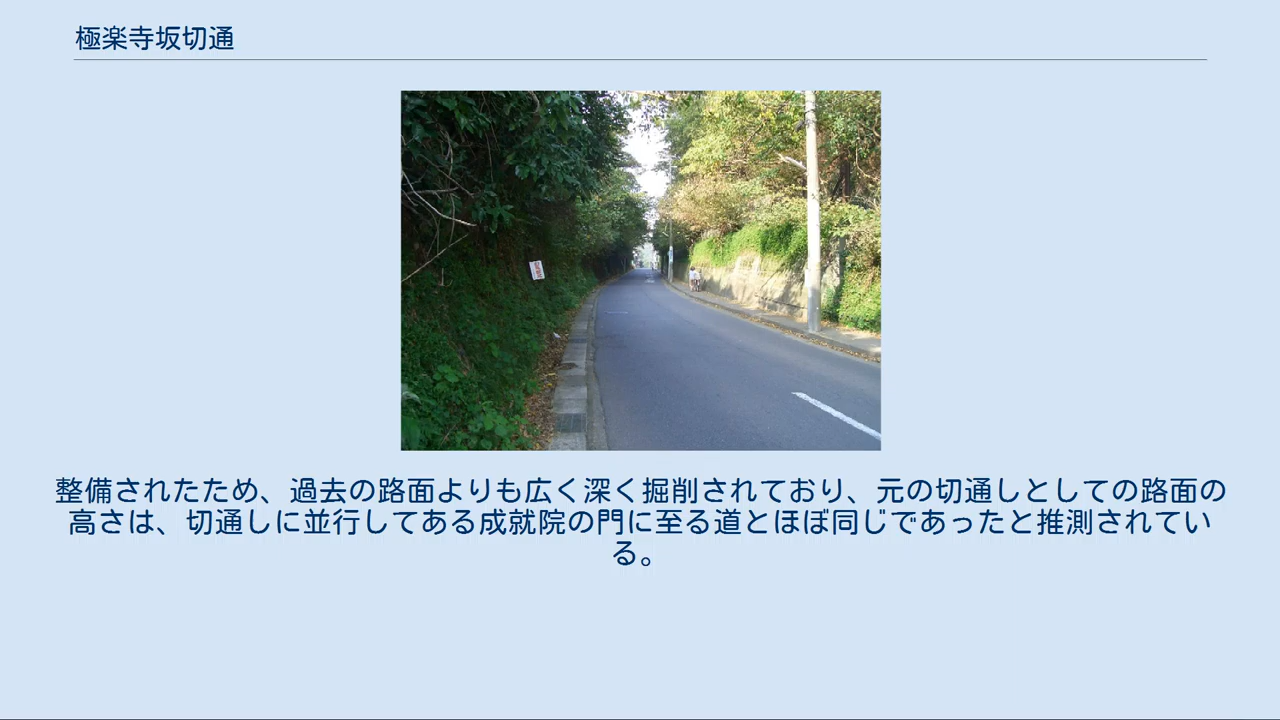 極楽寺坂切通
整備されたため、過去の路面よりも広く深く掘削されており、元の切通しとしての路面の
高さは、切通しに並行してある成就院の門に至る道とほぼ同じであったと推測されてい
る。